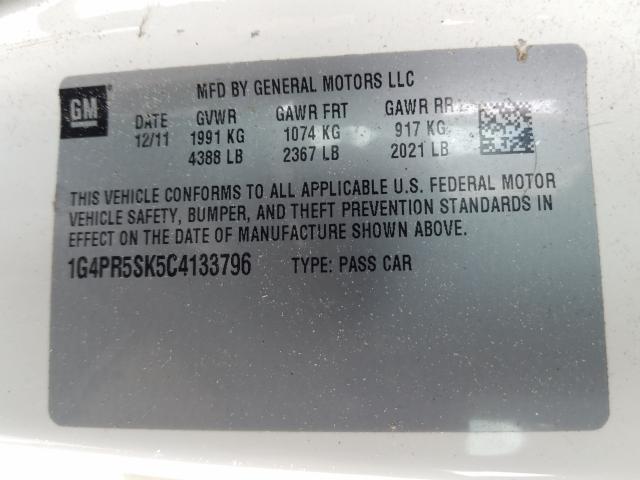 MFD BY GENERAL MOTORS LLC
GM
DATE GVWR GAWR FRT GAWR RR
12/11 1991 KG 1074 KG 917 KG
4388 LB 2367 LB 2021 LB
THIS VEHICLE CONFORMS TO ALL APPLICABLE U.S. FEDERAL MOTOR
VEHICLE SAFETY, BUMPER, AND THEFT PREVENTION STANDARDS IN
EFFECT ON THE DATE OF MANUFACTURE SHOWN ABOVE.
1G4PR5SK5C4133796 TYPE: PASS CAR